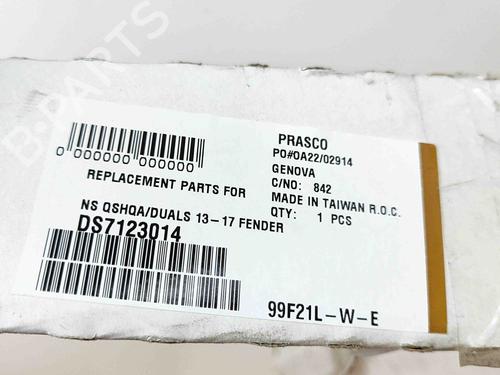 B-PARTS
0 000000 000000
REPLACEMENT PARTS FOR
NS QSHQA/DUALS 13-17 FENDER
DS7123014
PRASCO
PO#OA22/02914
GENOVA
C/NO: 842
MADE IN TAIWAN R.O.C.
QTY: 1 PCS
99F21L-W-E